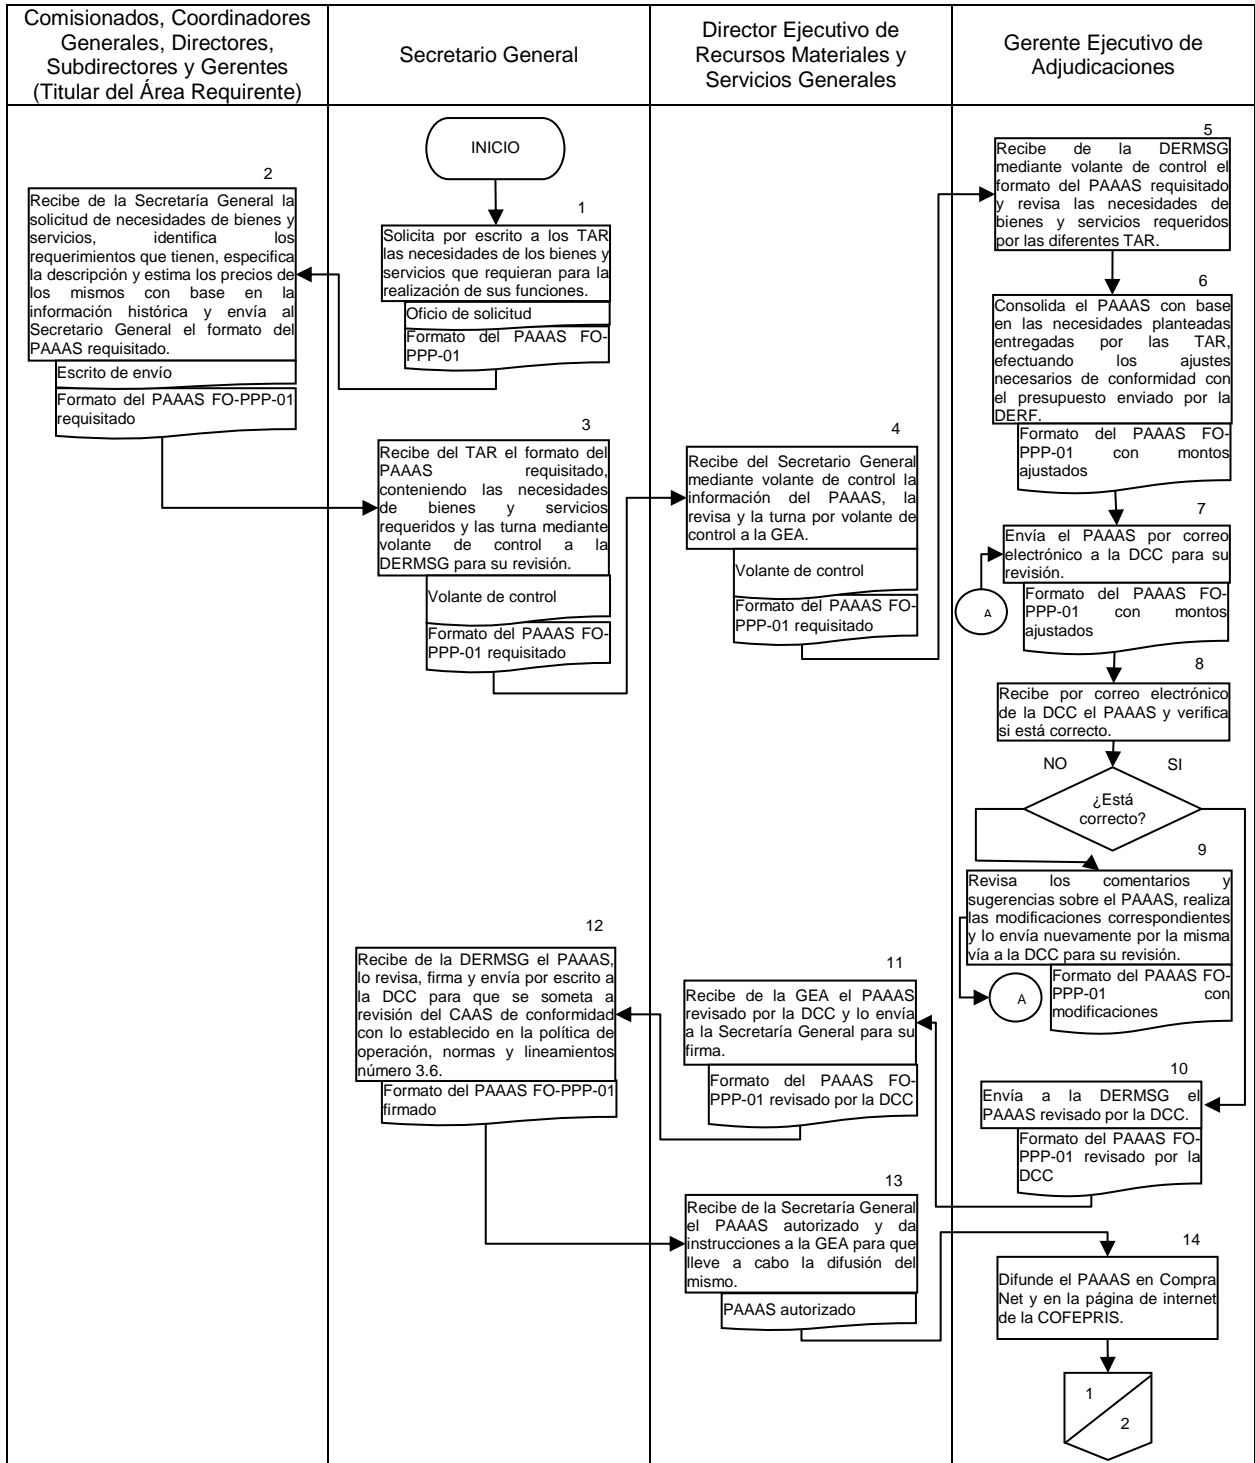 Comisionados, Coordinadores
Generales, Directores,
Subdirectores y Gerentes
(Titular del Área Requirente)
Secretario General
Director Ejecutivo de
Recursos Materiales y
Servicios Generales
Gerente Ejecutivo de
Adjudicaciones
INICIO
1
Solicita por escrito a los TAR
las necesidades de los bienes y
servicios que requieran para la
realización de sus funciones.
Oficio de solicitud
Formato del PAAAS FO-
PPP-01
2
Recibe de la Secretaría General la
solicitud de necesidades de bienes y
servicios, identifica los
requerimientos que tienen, especifica
la descripción y estima los precios de
los mismos con base en la
información histórica y envía al
Secretario General el formato del
PAAAS requisitado.
Escrito de envío
Formato del PAAAS FO-PPP-01
requisitado
3
Recibe del TAR el formato del
PAAAS requisitado,
conteniendo las necesidades
de bienes y servicios
requeridos y las turna mediante
volante de control a la
DERMSG para su revisión.
Volante de control
Formato del PAAAS FO-
PPP-01 requisitado
4
Recibe del Secretario General
mediante volante de control la
información del PAAAS, la
revisa y la turna por volante de
control a la GEA.
Volante de control
Formato del PAAAS FO-
PPP-01 requisitado
5
Recibe de la DERMSG
mediante volante de control el
formato del PAAAS requisitado
y revisa las necesidades de
bienes y servicios requeridos
por las diferentes TAR.
6
Consolida el PAAAS con base
en las necesidades planteadas
entregadas por las TAR,
efectuando los ajustes
necesarios de conformidad con
el presupuesto enviado por la
DERF.
Formato del PAAAS FO-
PPP-01 con montos
ajustados
7
Envía el PAAAS por correo
electrónico a la DCC para su
revisión.
A
Formato del PAAAS FO-
PPP-01 con montos
ajustados
8
Recibe por correo electrónico
de la DCC el PAAAS y verifica
si está correcto.
NO
SI
¿Está
correcto?
9
Revisa los comentarios y
sugerencias sobre el PAAAS, realiza
las modificaciones correspondientes
y lo envía nuevamente por la misma
vía a la DCC para su revisión.
A
Formato del PAAAS FO-
PPP-01 con
modificaciones
10
Envía a la DERMSG el
PAAAS revisado por la DCC.
Formato del PAAAS FO-
PPP-01 revisado por la
DCC
11
Recibe de la GEA el PAAAS
revisado por la DCC y lo envía
a la Secretaría General para su
firma.
Formato del PAAAS FO-
PPP-01 revisado por la DCC
12
Recibe de la DERMSG el PAAAS,
lo revisa, firma y envía por escrito a
la DCC para que se someta a
revisión del CAAS de conformidad
con lo establecido en la política de
operación, normas y lineamientos
número 3.6.
Formato del PAAAS FO-PPP-01
firmado
13
Recibe de la Secretaría General
el PAAAS autorizado y da
instrucciones a la GEA para que
lleve a cabo la difusión del
mismo.
PAAAS autorizado
14
Difunde el PAAAS en Compra
Net y en la página de internet
de la COFEPRIS.
1
2